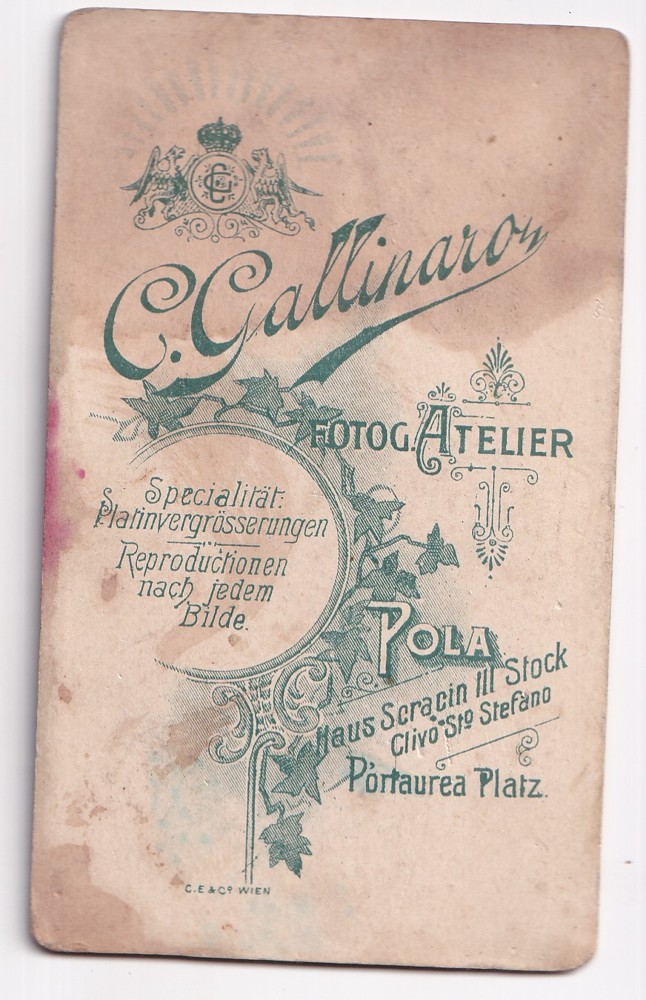 C. Gallinaro
FOTOG. ATELIER
Specialität:
Platinvergrösserungen
Reproductionen
nach jedem
Bilde.
POLA
Haus Scracin III Stock
Clivo Sto Stefano
Portaurea Platz.
C.E & Co WIEN